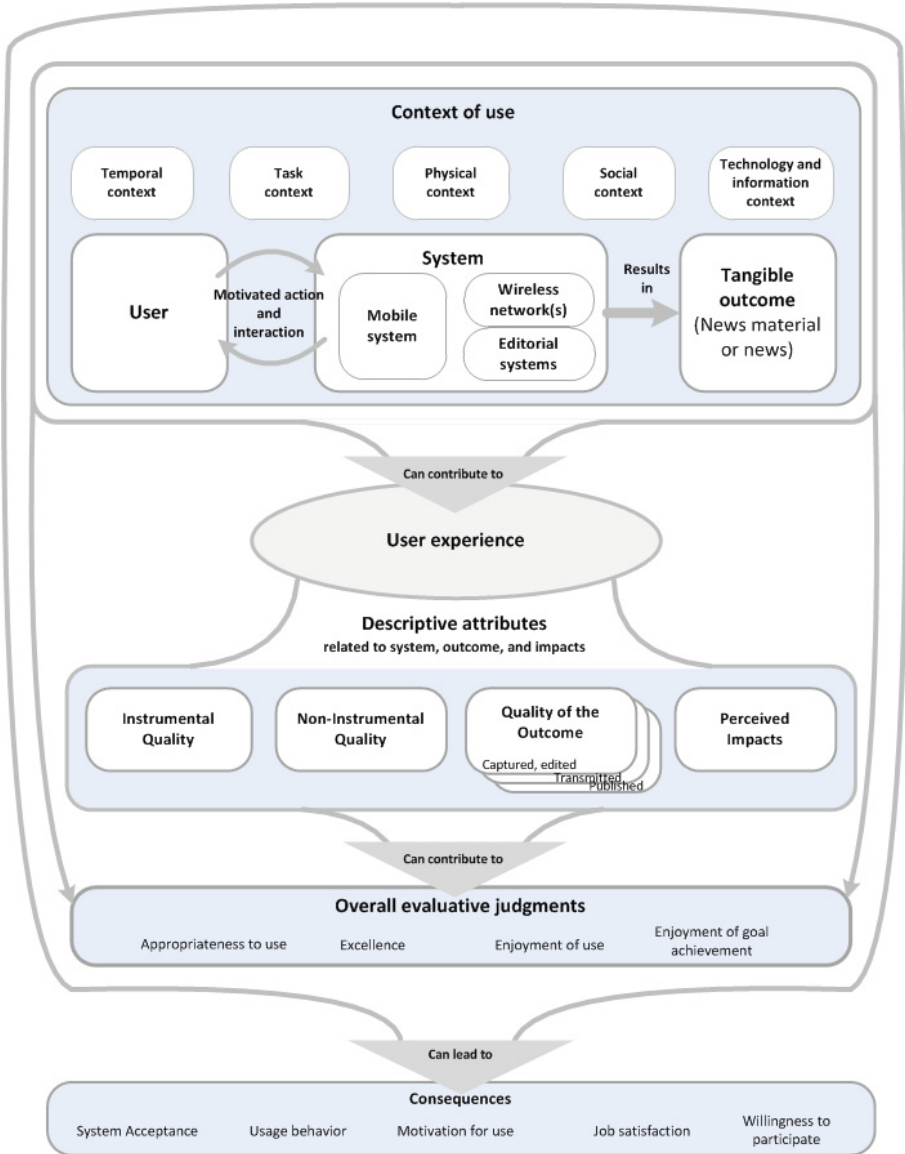 Context of use
Temporal
context
Task
context
Physical
context
Social
context
Technology and
information
context
User
Motivated action
and
interaction
System
Mobile
system
Wireless
network(s)
Editorial
systems
Results
in
Tangible
outcome
(News material
or news)
Can contribute to
User experience
Descriptive attributes
related to system, outcome, and impacts
Instrumental
Quality
Non-Instrumental
Quality
Quality of the
Outcome
Captured, edited
Transmitted
Published
Perceived
Impacts
Can contribute to
Overall evaluative judgments
Appropriateness to use
Excellence
Enjoyment of use
Enjoyment of goal
achievement
Can lead to
Consequences
System Acceptance
Usage behavior
Motivation for use
Job satisfaction
Willingness to
participate